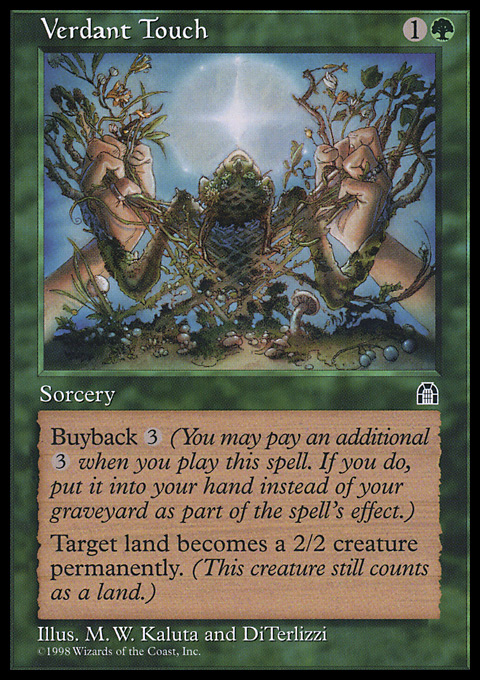 Verdant Touch 1
Sorcery
Buyback 3 (You may pay an additional
3 when you play this spell. If you do,
put it into your hand instead of your
graveyard as part of the spell's effect.)
Target land becomes a 2/2 creature
permanently. (This creature still counts
as a land.)
Illus. M. W. Kaluta and DiTerlizzi
©1998 Wizards of the Coast, Inc.